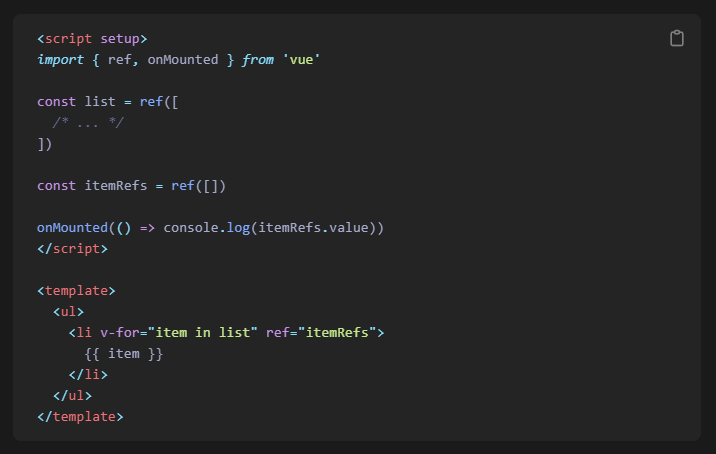 <script setup>
import { ref, onMounted } from 'vue'
const list = ref([
/* ... */
])
const itemRefs = ref([])
onMounted(() => console.log(itemRefs.value))
</script>
<template>
<ul>
<li v-for="item in list" ref="itemRefs">
{{ item }}
</li>
</ul>
</template>